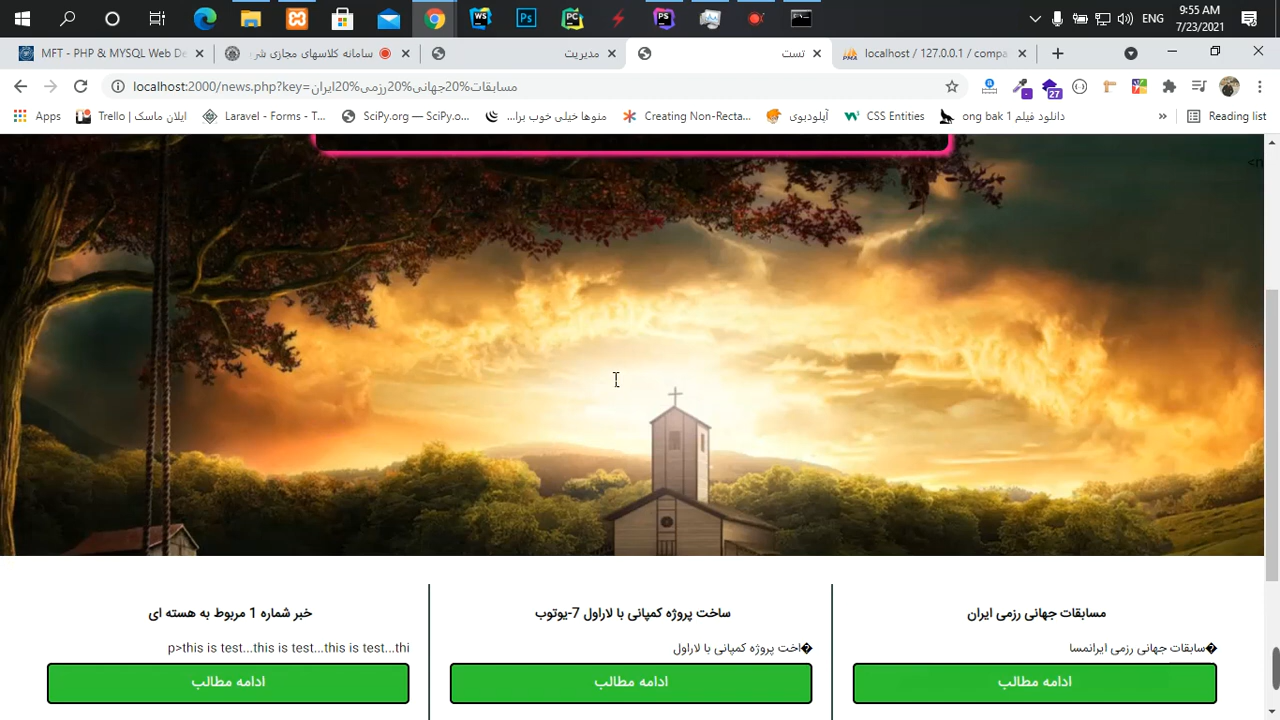 ENG
9:55 AM
7/23/2021
MFT - PHP & MYSQL Web De
سامانه کلاسهای مجازی شر
مدیریت
تست
localhost / 127.0.0.1 / compa
localhost:2000/news.php?key=مسابقات%20جهانی%20رزمی%20ایران
27
Apps
Trello | ایلان ماسک
Laravel - Forms - T...
SciPy.org — SciPy.o...
منوها خیلی خوب برا...
Creating Non-Recta...
آپلودبوی
CSS Entities
دانلود فیلم ong bak 1
»
Reading list
مسابقات جهانی رزمی ایران
ساخت پروژه کمپانی با لاراول 7-یوتوب
خبر شماره 1 مربوط به هسته ای
�سابقات جهانی رزمی ایرانمسا
�اخت پروژه کمپانی با لاراول
p>this is test...this is test...this is test...thi
ادامه مطالب
ادامه مطالب
ادامه مطالب